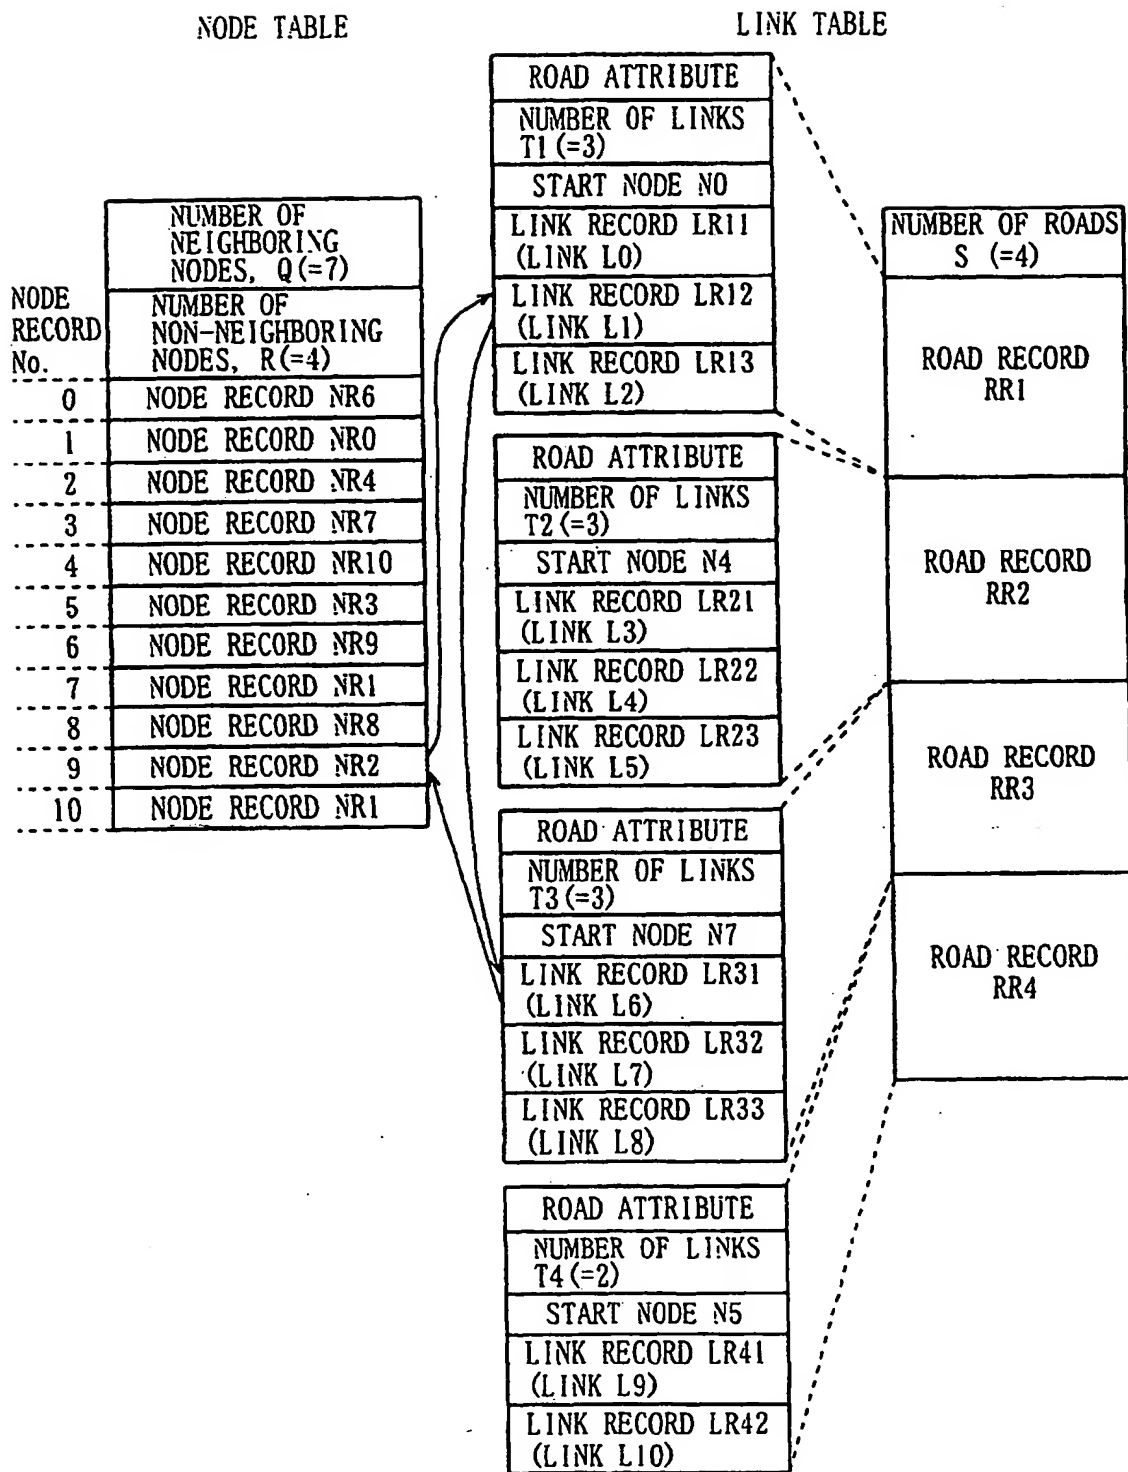 NODE TABLE
LINK TABLE
NUMBER OF
NEIGHBORING
NODES, Q(=7)
NODE
RECORD
No.
NUMBER OF
NON-NEIGHBORING
NODES, R(=4)
0 NODE RECORD NR6
1 NODE RECORD NR0
2 NODE RECORD NR4
3 NODE RECORD NR7
4 NODE RECORD NR10
5 NODE RECORD NR3
6 NODE RECORD NR9
7 NODE RECORD NR1
8 NODE RECORD NR8
9 NODE RECORD NR2
10 NODE RECORD NR1
ROAD ATTRIBUTE
NUMBER OF LINKS
T1(=3)
START NODE N0
LINK RECORD LR11
(LINK L0)
LINK RECORD LR12
(LINK L1)
LINK RECORD LR13
(LINK L2)
ROAD ATTRIBUTE
NUMBER OF LINKS
T2(=3)
START NODE N4
LINK RECORD LR21
(LINK L3)
LINK RECORD LR22
(LINK L4)
LINK RECORD LR23
(LINK L5)
ROAD ATTRIBUTE
NUMBER OF LINKS
T3(=3)
START NODE N7
LINK RECORD LR31
(LINK L6)
LINK RECORD LR32
(LINK L7)
LINK RECORD LR33
(LINK L8)
ROAD ATTRIBUTE
NUMBER OF LINKS
T4(=2)
START NODE N5
LINK RECORD LR41
(LINK L9)
LINK RECORD LR42
(LINK L10)
NUMBER OF ROADS
S (=4)
ROAD RECORD
RR1
ROAD RECORD
RR2
ROAD RECORD
RR3
ROAD RECORD
RR4